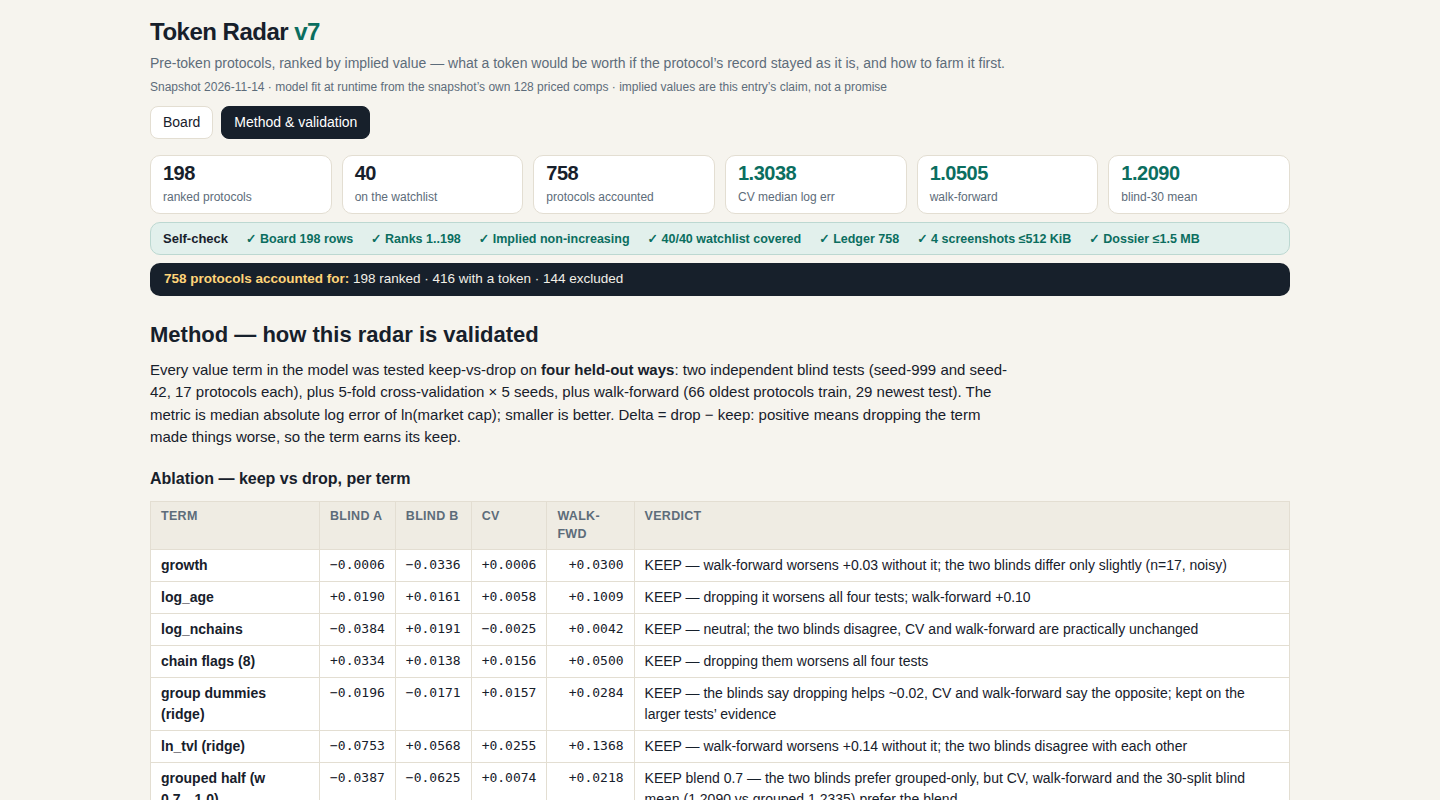 Token Radar v7
Pre-token protocols, ranked by implied value — what a token would be worth if the protocol’s record stayed as it is, and how to farm it first.
Snapshot 2026-11-14 · model fit at runtime from the snapshot’s own 128 priced comps · implied values are this entry’s claim, not a promise
Board Method & validation
198 40 758 1.3038 1.0505 1.2090
ranked protocols on the watchlist protocols accounted CV median log err walk-forward blind-30 mean
Self-check ✓ Board 198 rows ✓ Ranks 1..198 ✓ Implied non-increasing ✓ 40/40 watchlist covered ✓ Ledger 758 ✓ 4 screenshots ≤512 KiB ✓ Dossier ≤1.5 MB
758 protocols accounted for: 198 ranked · 416 with a token · 144 excluded
Method — how this radar is validated
Every value term in the model was tested keep-vs-drop on four held-out ways: two independent blind tests (seed-999 and seed-
42, 17 protocols each), plus 5-fold cross-validation × 5 seeds, plus walk-forward (66 oldest protocols train, 29 newest test). The
metric is median absolute log error of ln(market cap); smaller is better. Delta = drop − keep: positive means dropping the term
made things worse, so the term earns its keep.
Ablation — keep vs drop, per term
TERM BLIND A BLIND B CV WALK-
FWD VERDICT
growth −0.0006 −0.0336 +0.0006 +0.0300 KEEP — walk-forward worsens +0.03 without it; the two blinds differ only slightly (n=17, noisy)
log_age +0.0190 +0.0161 +0.0058 +0.1009 KEEP — dropping it worsens all four tests; walk-forward +0.10
log_nchains −0.0384 +0.0191 −0.0025 +0.0042 KEEP — neutral; the two blinds disagree, CV and walk-forward are practically unchanged
chain flags (8) +0.0334 +0.0138 +0.0156 +0.0500 KEEP — dropping them worsens all four tests
group dummies −0.0196 −0.0171 +0.0157 +0.0284 KEEP — the blinds say dropping helps ~0.02, CV and walk-forward say the opposite; kept on the
(ridge) larger tests’ evidence
ln_tvl (ridge) −0.0753 +0.0568 +0.0255 +0.1368 KEEP — walk-forward worsens +0.14 without it; the two blinds disagree with each other
grouped half (w −0.0387 −0.0625 +0.0074 +0.0218 KEEP blend 0.7 — the two blinds prefer grouped-only, but CV, walk-forward and the 30-split blind
mean (1.2090 vs grouped 1.2335) prefer the blend